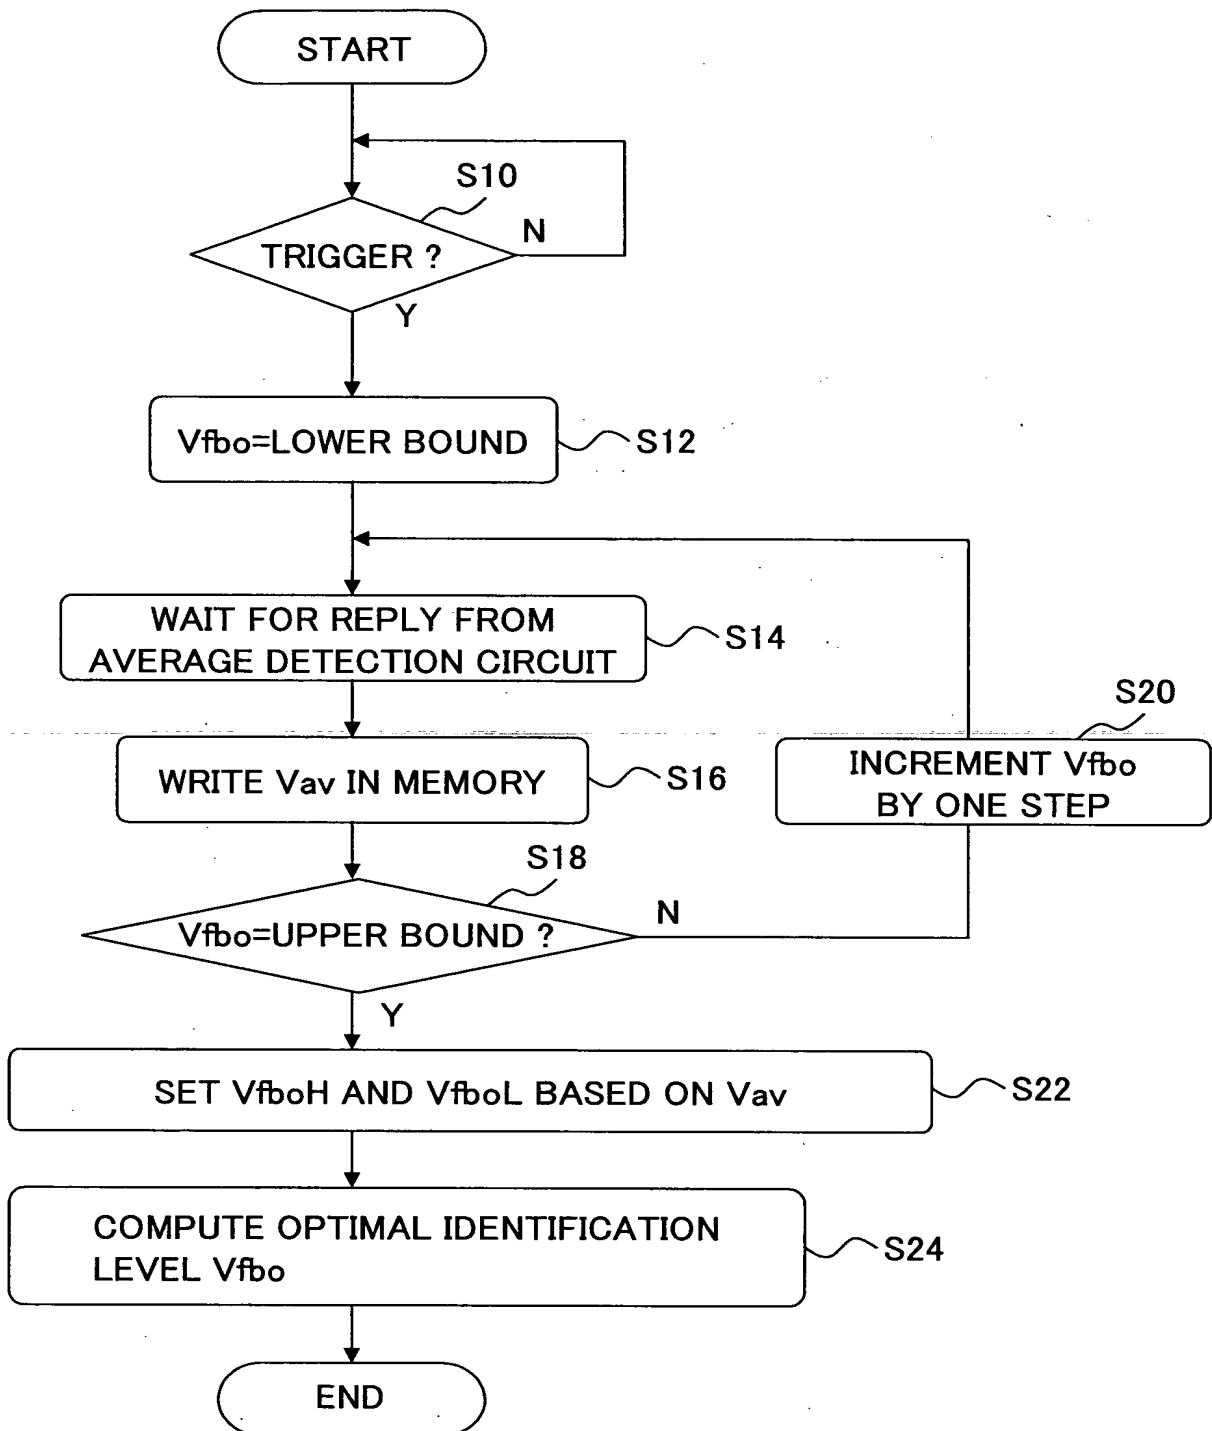 START
S10
N
TRIGGER ?
Y
Vfbo=LOWER BOUND
S12
WAIT FOR REPLY FROM
AVERAGE DETECTION CIRCUIT
S14
S20
INCREMENT Vfbo
BY ONE STEP
WRITE Vav IN MEMORY
S16
S18
Vfbo=UPPER BOUND ?
N
Y
SET VfboH AND VfboL BASED ON Vav
S22
COMPUTE OPTIMAL IDENTIFICATION
LEVEL Vfbo
S24
END